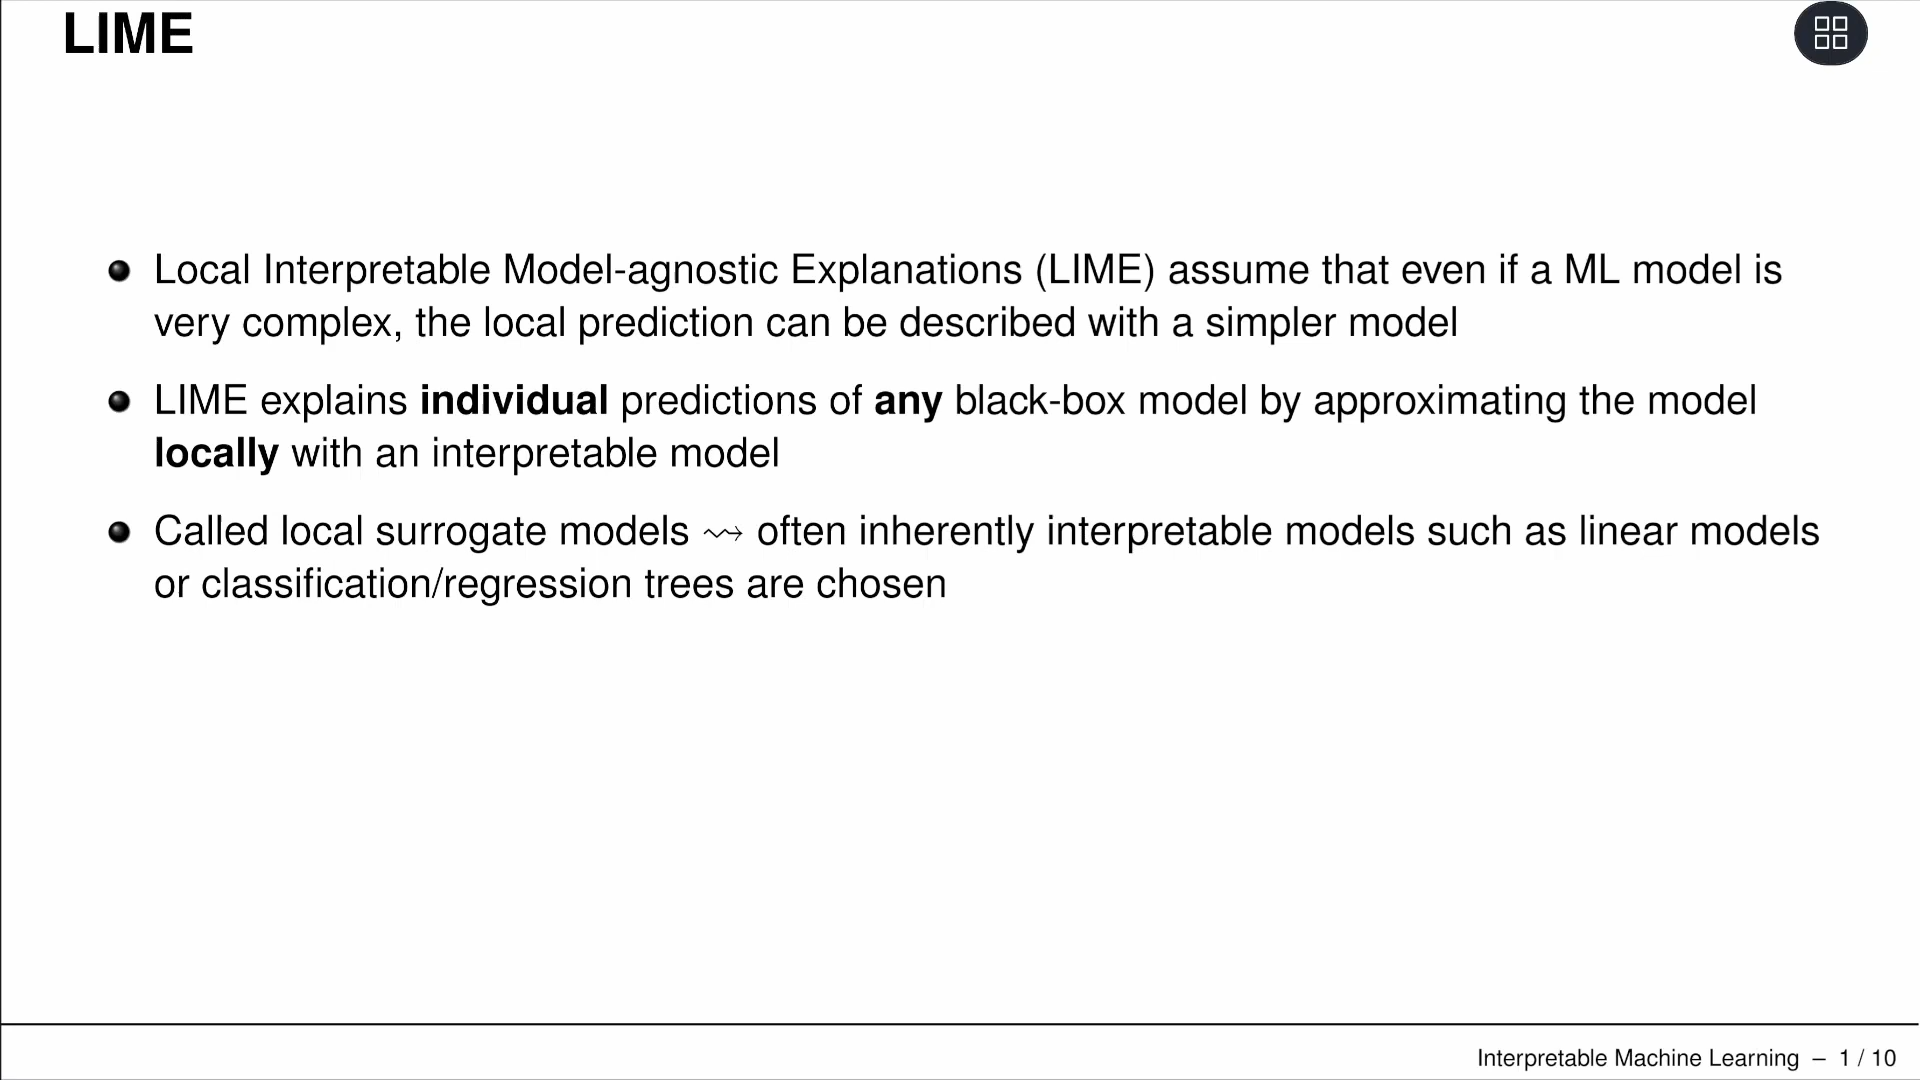 LIME
Local Interpretable Model-agnostic Explanations (LIME) assume that even if a ML model is
very complex, the local prediction can be described with a simpler model
LIME explains individual predictions of any black-box model by approximating the model
locally with an interpretable model
Called local surrogate models ⇝ often inherently interpretable models such as linear models
or classification/regression trees are chosen
Interpretable Machine Learning – 1 / 10